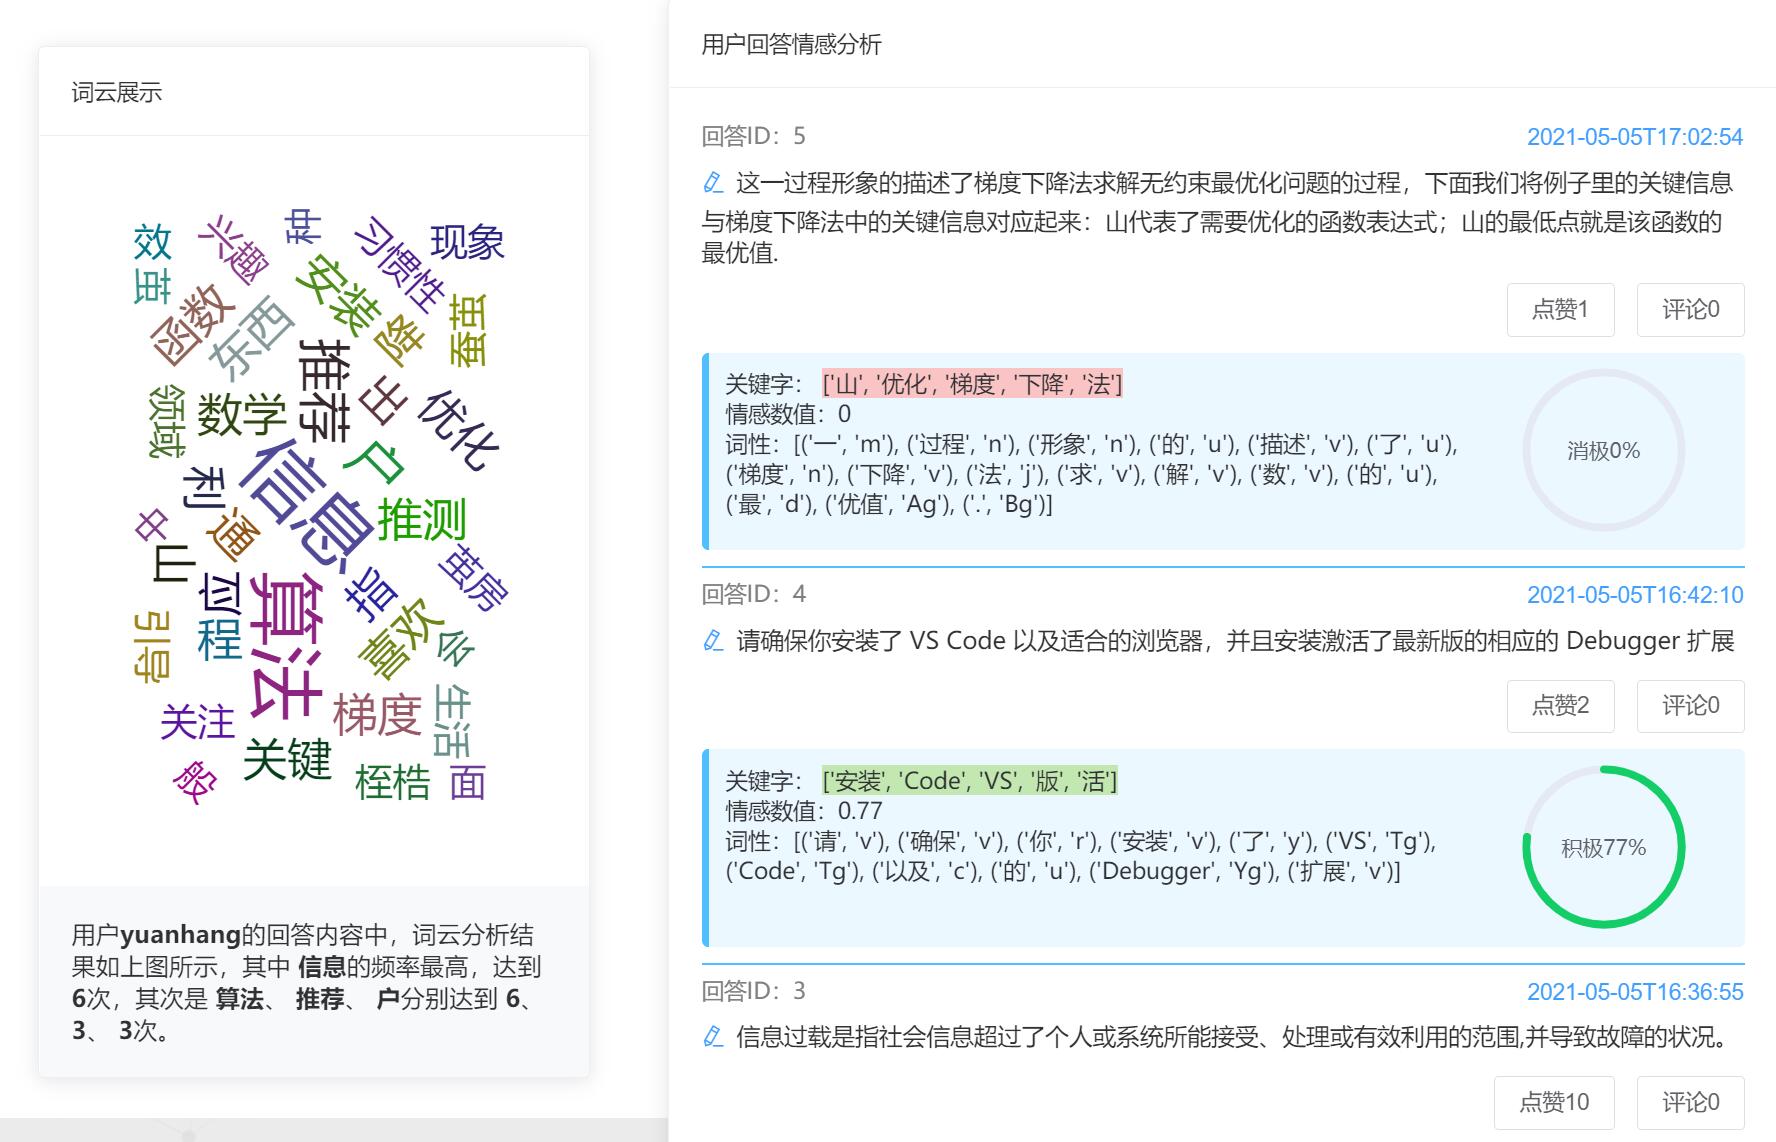 词云展示
效
兴趣
种
习惯性
现象
茧
函数
东西
安装
降
蚕茧
推荐
出
优化
领域
数学
户
信息
利
推测
中
通
山
应
指
茧房
算法
引导
程
喜欢
么
关注
梯度
生活
般
关键
桎梏
面
用户yuanhang的回答内容中，词云分析结
果如上图所示，其中 信息的频率最高，达到
6次，其次是 算法、 推荐、 户分别达到 6、
3、 3次。
用户回答情感分析
回答ID：5
2021-05-05T17:02:54
这一过程形象的描述了梯度下降法求解无约束最优化问题的过程，下面我们将例子里的关键信息
与梯度下降法中的关键信息对应起来：山代表了需要优化的函数表达式；山的最低点就是该函数的
最优值.
点赞1
评论0
关键字： ['山', '优化', '梯度', '下降', '法']
情感数值：0
词性：[('一', 'm'), ('过程', 'n'), ('形象', 'n'), ('的', 'u'), ('描述', 'v'), ('了', 'u'),
('梯度', 'n'), ('下降', 'v'), ('法', 'j'), ('求', 'v'), ('解', 'v'), ('数', 'v'), ('的', 'u'),
('最', 'd'), ('优值', 'Ag'), ('.', 'Bg')]
消极0%
回答ID：4
2021-05-05T16:42:10
请确保你安装了 VS Code 以及适合的浏览器，并且安装激活了最新版的相应的 Debugger 扩展
点赞2
评论0
关键字： ['安装', 'Code', 'VS', '版', '活']
情感数值：0.77
词性：[('请', 'v'), ('确保', 'v'), ('你', 'r'), ('安装', 'v'), ('了', 'y'), ('VS', 'Tg'),
('Code', 'Tg'), ('以及', 'c'), ('的', 'u'), ('Debugger', 'Yg'), ('扩展', 'v')]
积极77%
回答ID：3
2021-05-05T16:36:55
信息过载是指社会信息超过了个人或系统所能接受、处理或有效利用的范围,并导致故障的状况。
点赞10
评论0